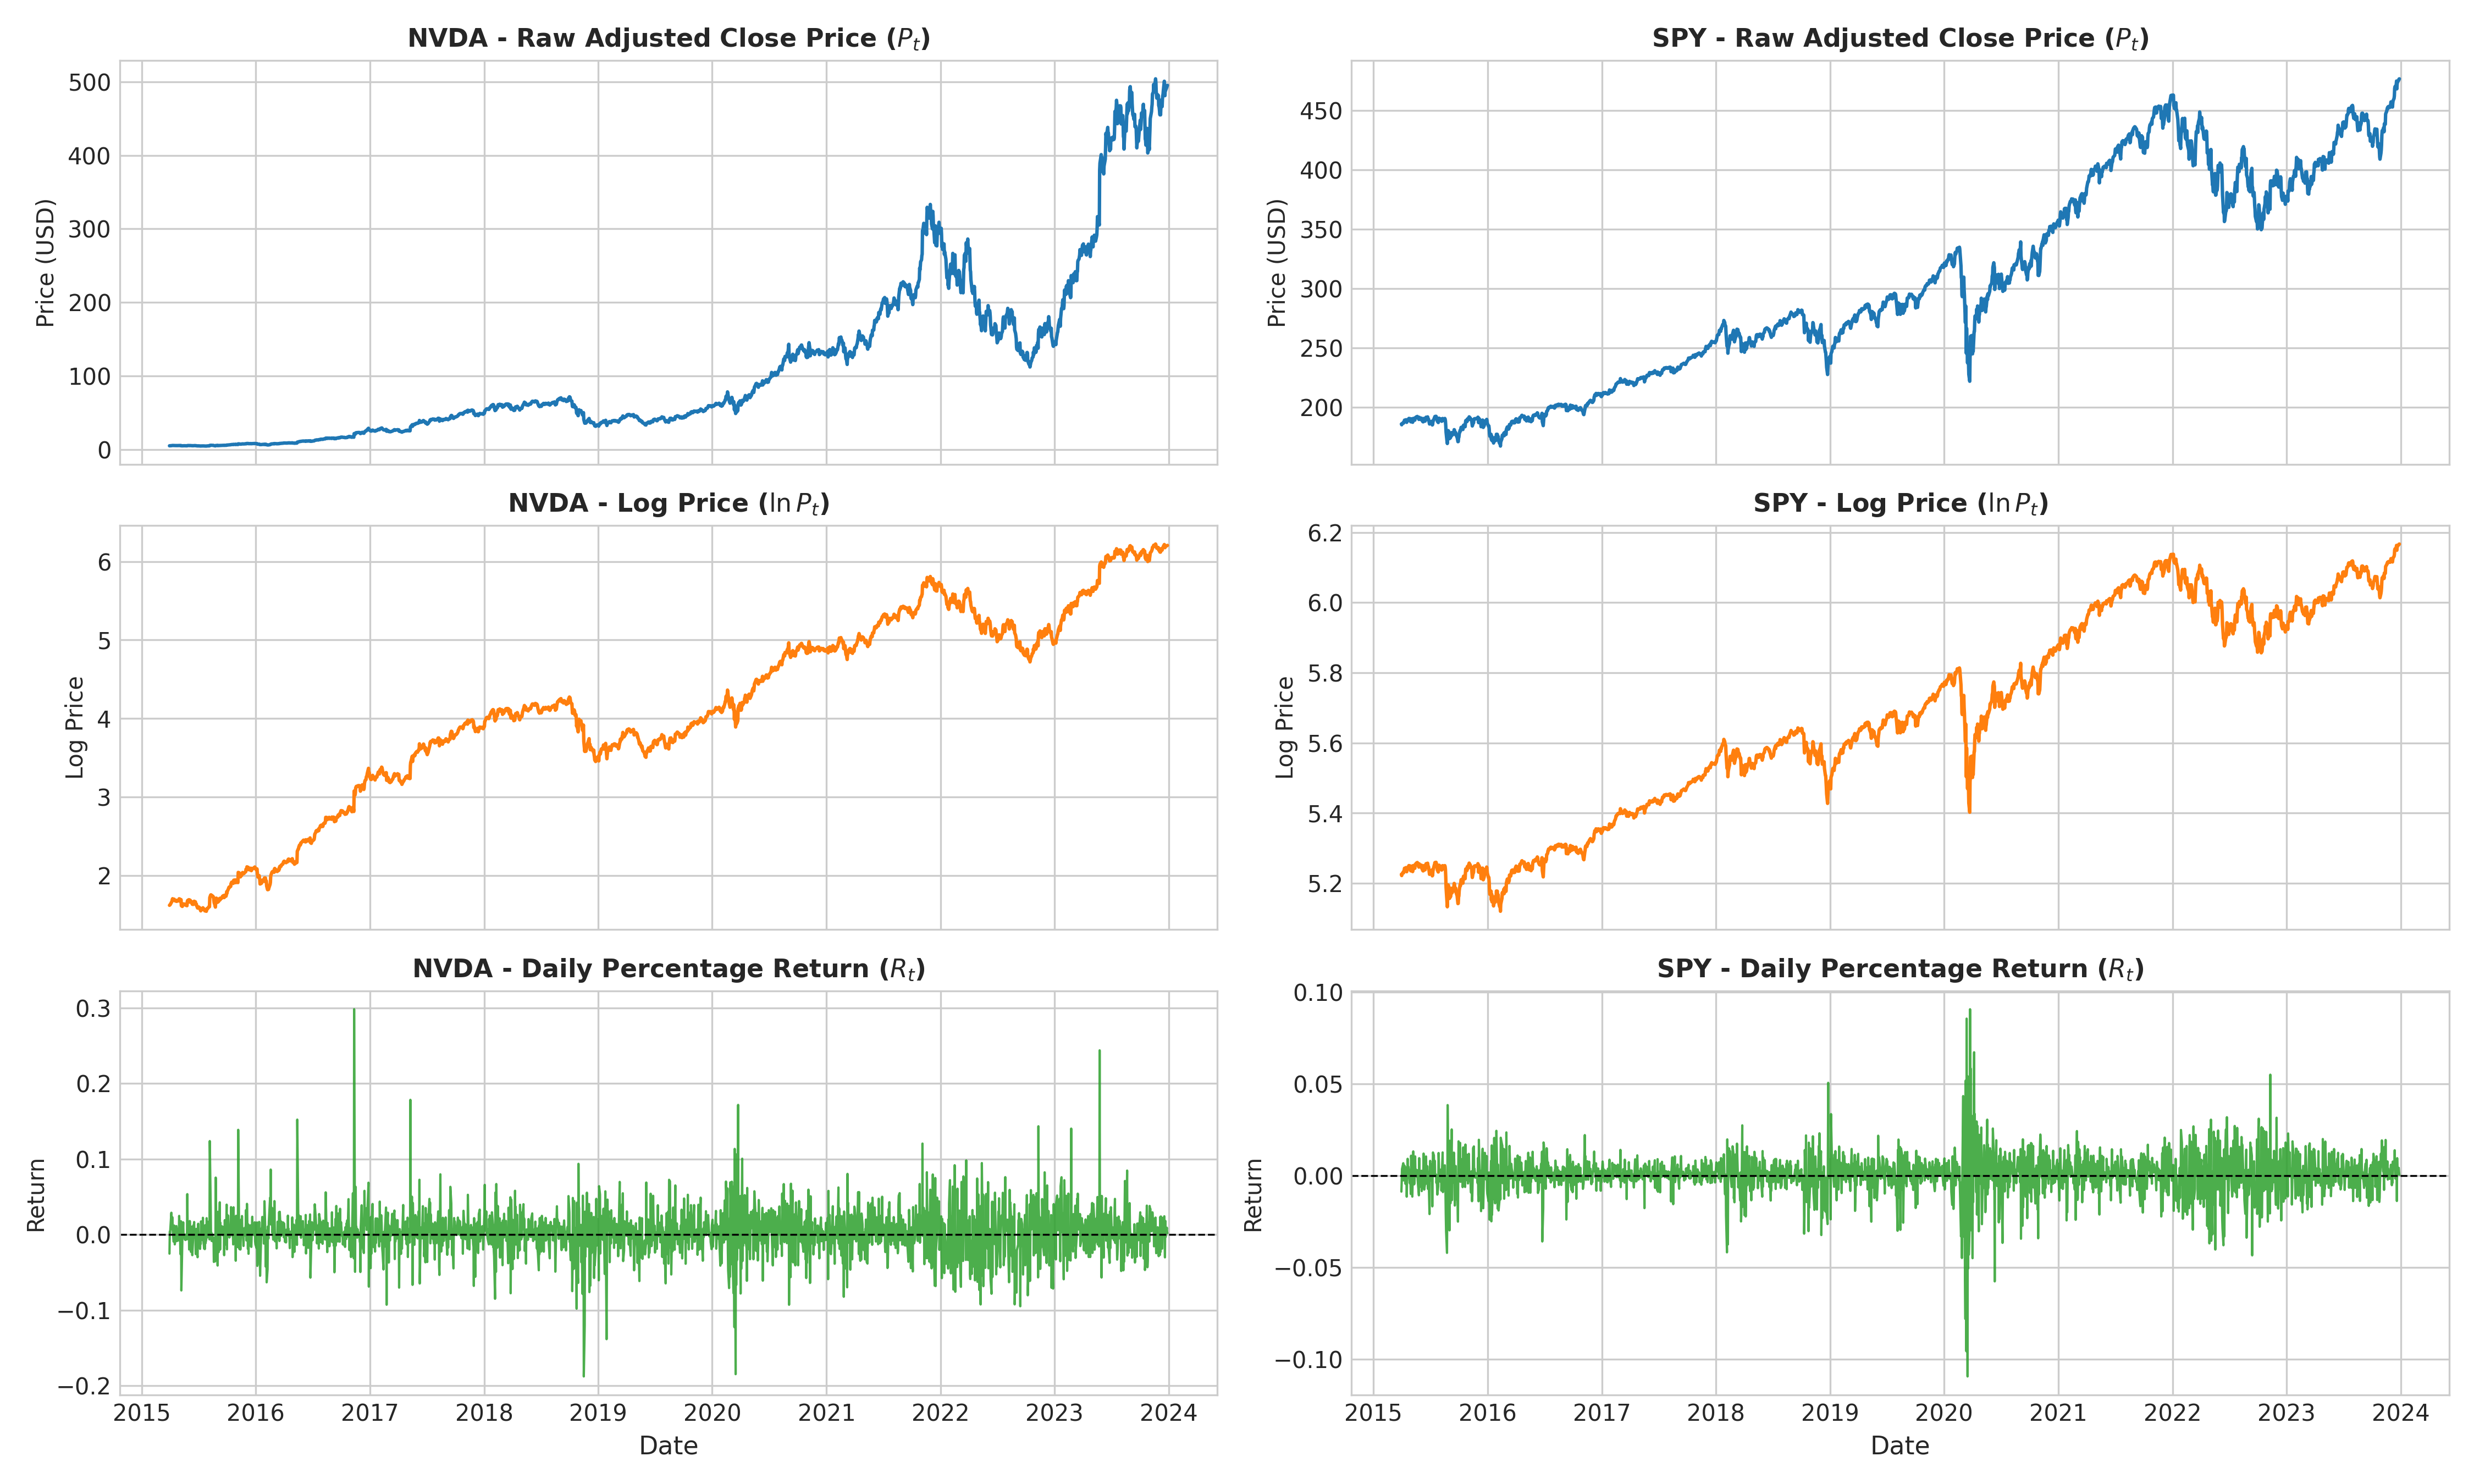 NVDA - Raw Adjusted Close Price (Pₜ)
Price (USD)
500
400
300
200
100
0
SPY - Raw Adjusted Close Price (Pₜ)
Price (USD)
450
400
350
300
250
200
NVDA - Log Price (ln Pₜ)
Log Price
6
5
4
3
2
SPY - Log Price (ln Pₜ)
Log Price
6.2
6.0
5.8
5.6
5.4
5.2
NVDA - Daily Percentage Return (Rₜ)
Return
0.3
0.2
0.1
0.0
−0.1
−0.2
2015 2016 2017 2018 2019 2020 2021 2022 2023 2024
Date
SPY - Daily Percentage Return (Rₜ)
Return
0.10
0.05
0.00
−0.05
−0.10
2015 2016 2017 2018 2019 2020 2021 2022 2023 2024
Date